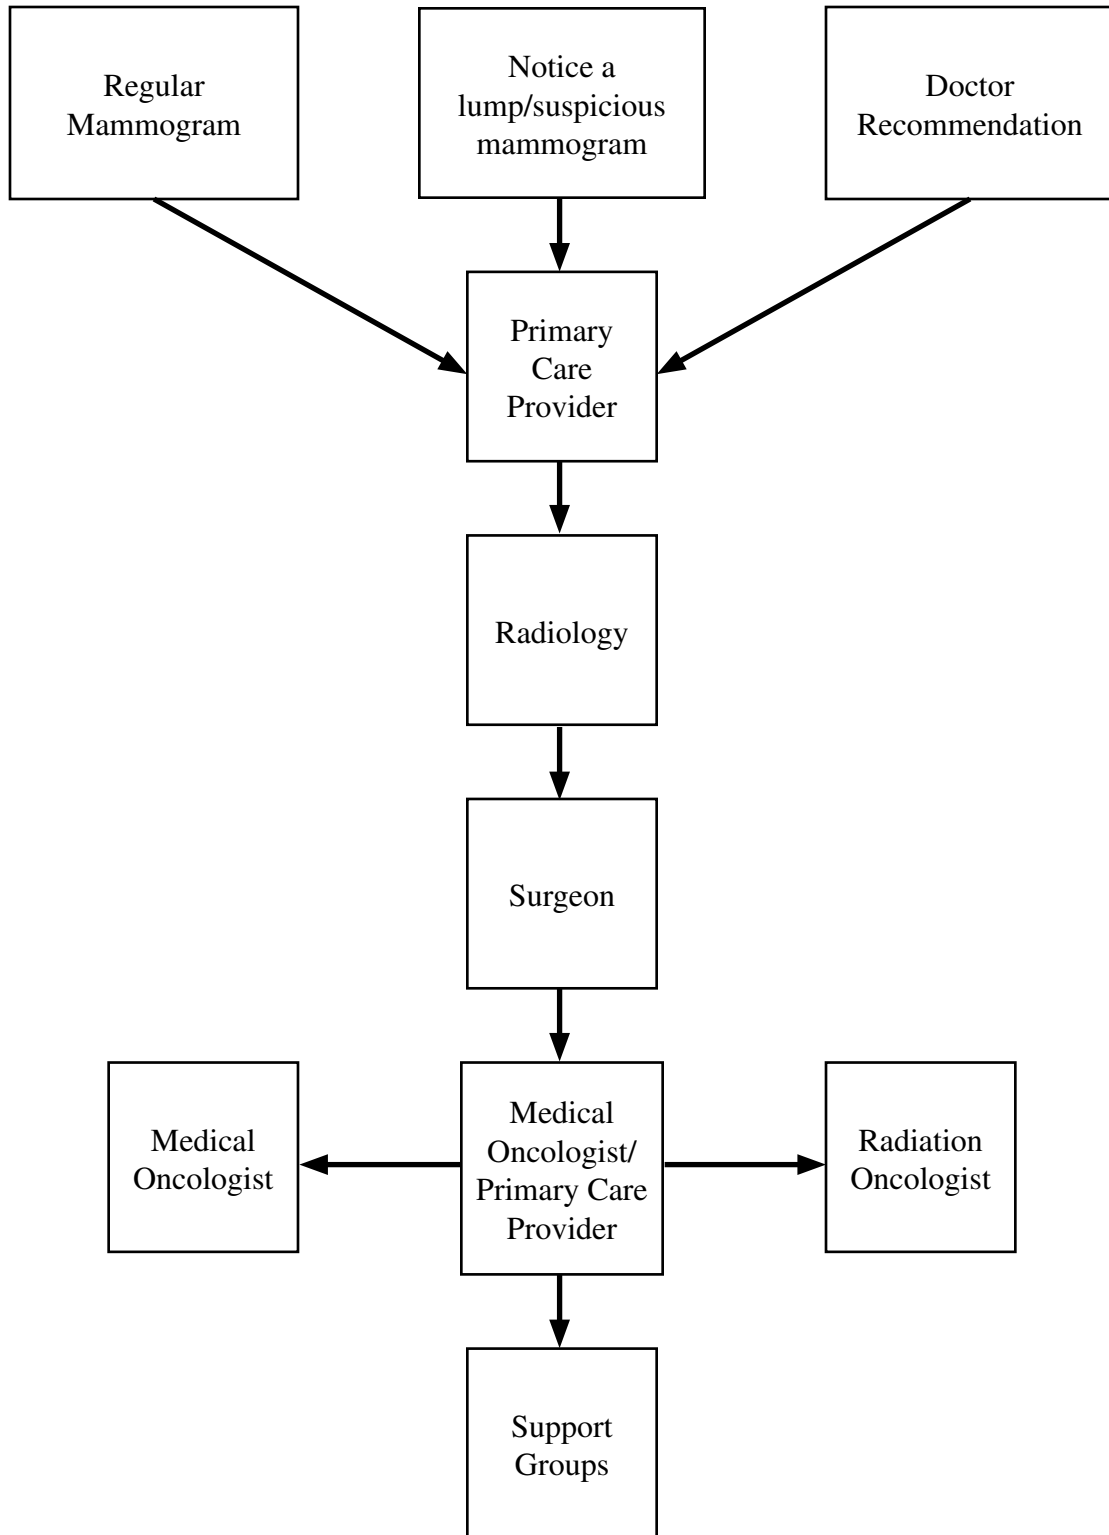 Regular
Mammogram
Notice a
lump/suspicious
mammogram
Doctor
Recommendation
Primary
Care
Provider
Radiology
Surgeon
Medical
Oncologist
Medical
Oncologist/
Primary Care
Provider
Radiation
Oncologist
Support
Groups